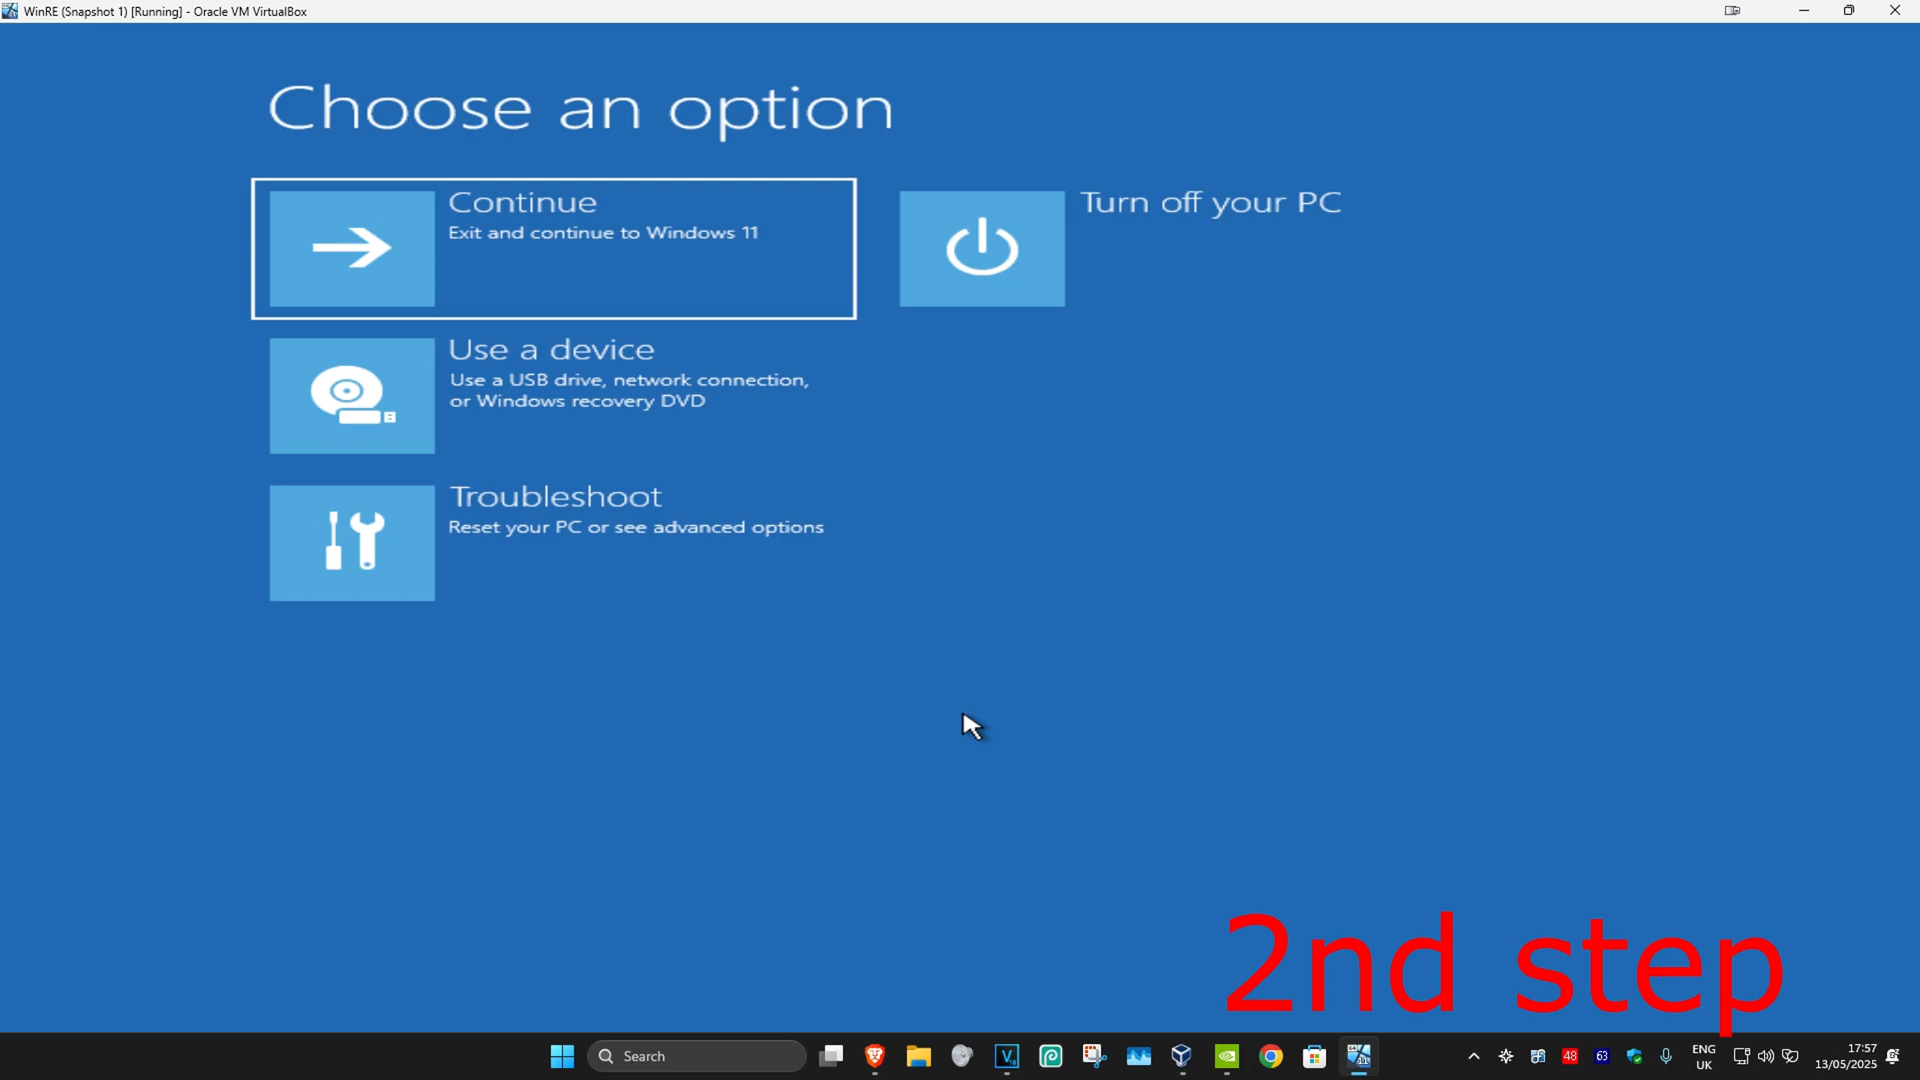 WinRE (Snapshot 1) [Running] - Oracle VM VirtualBox
Choose an option
Continue
Exit and continue to Windows 11
Turn off your PC
Use a device
Use a USB drive, network connection,
or Windows recovery DVD
Troubleshoot
Reset your PC or see advanced options
2nd step
Search
48
63
ENG
UK
17:57
13/05/2025